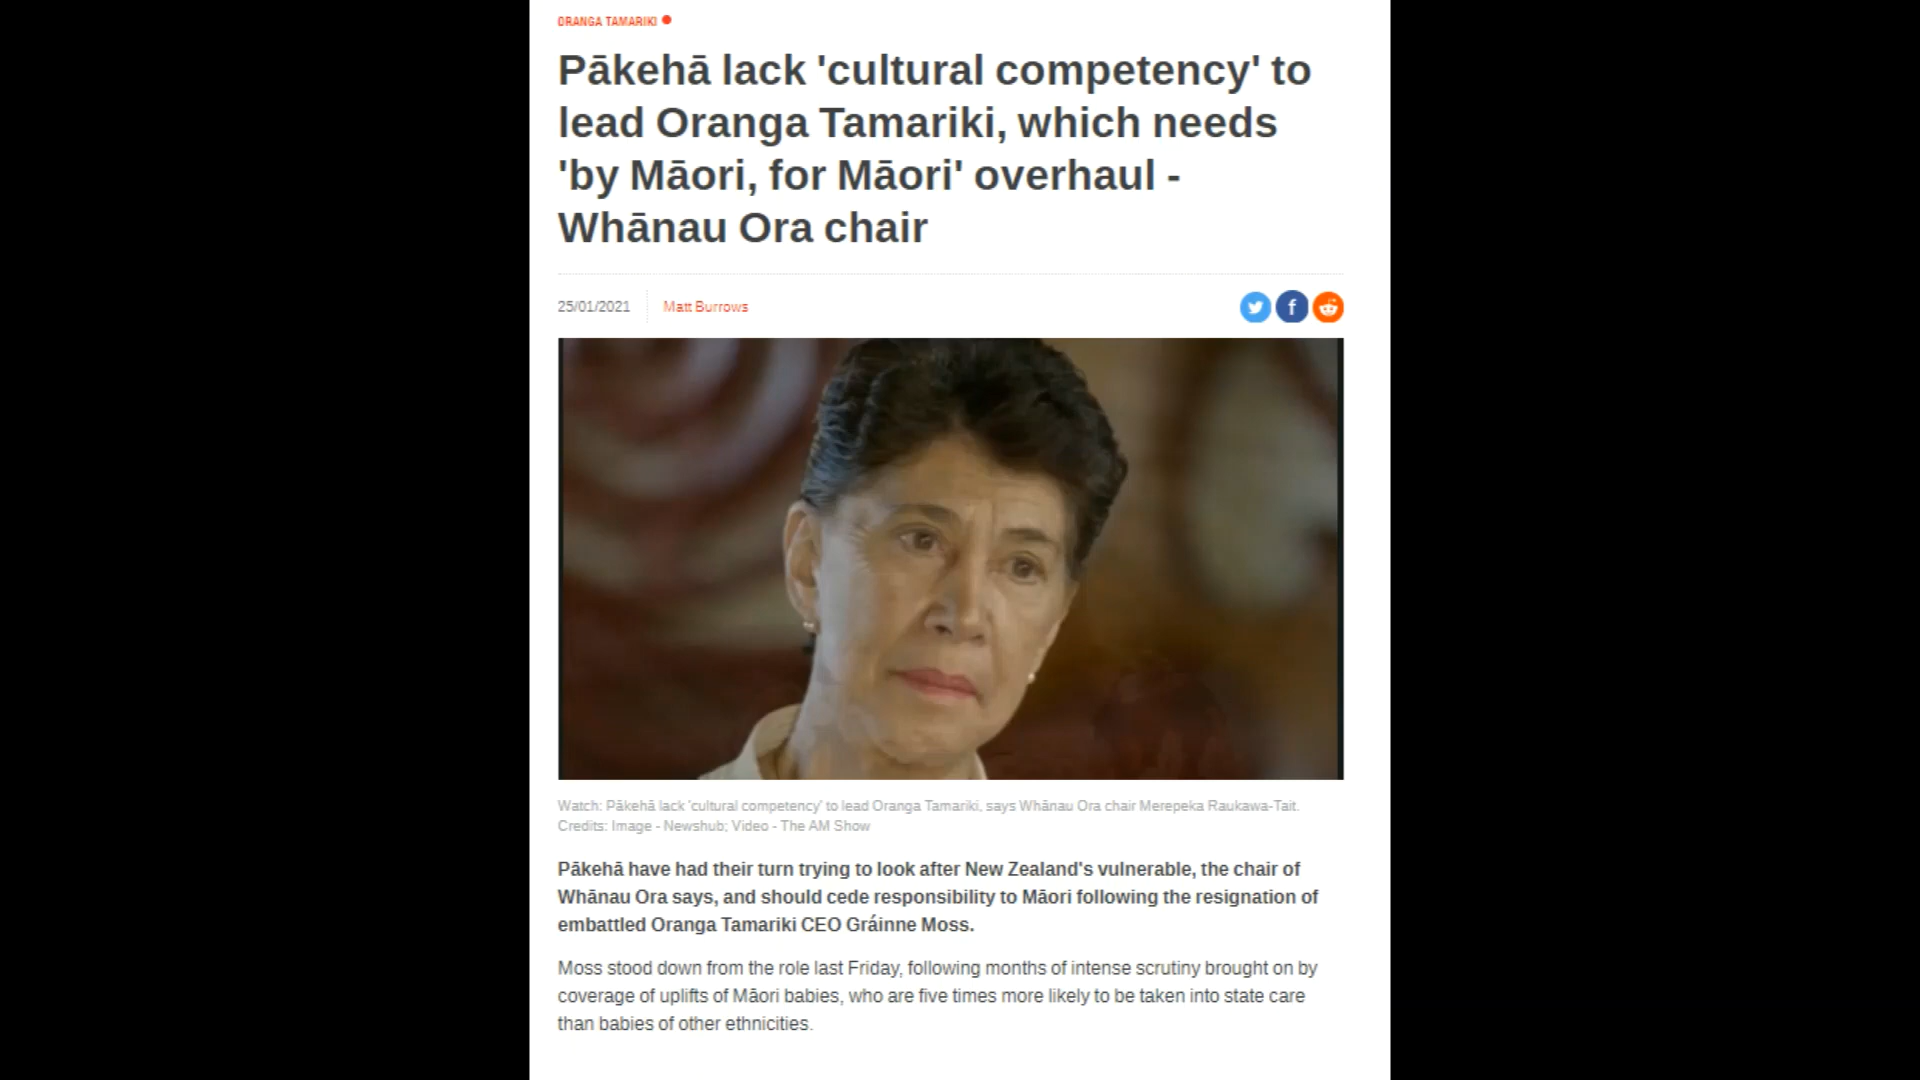 ORANGA TAMARIKI
Pākehā lack 'cultural competency' to
lead Oranga Tamariki, which needs
'by Māori, for Māori' overhaul -
Whānau Ora chair
25/01/2021 Matt Burrows
Watch: Pākehā lack 'cultural competency' to lead Oranga Tamariki, says Whānau Ora chair Merepeka Raukawa-Tait.
Credits: Image - Newshub; Video - The AM Show
Pākehā have had their turn trying to look after New Zealand's vulnerable, the chair of
Whānau Ora says, and should cede responsibility to Māori following the resignation of
embattled Oranga Tamariki CEO Gráinne Moss.
Moss stood down from the role last Friday, following months of intense scrutiny brought on by
coverage of uplifts of Māori babies, who are five times more likely to be taken into state care
than babies of other ethnicities.